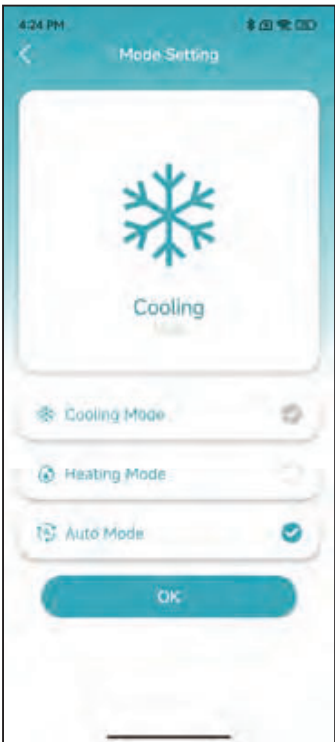 4:24 PM
Mode Setting
Cooling
Cooling Mode
Heating Mode
Auto Mode
OK